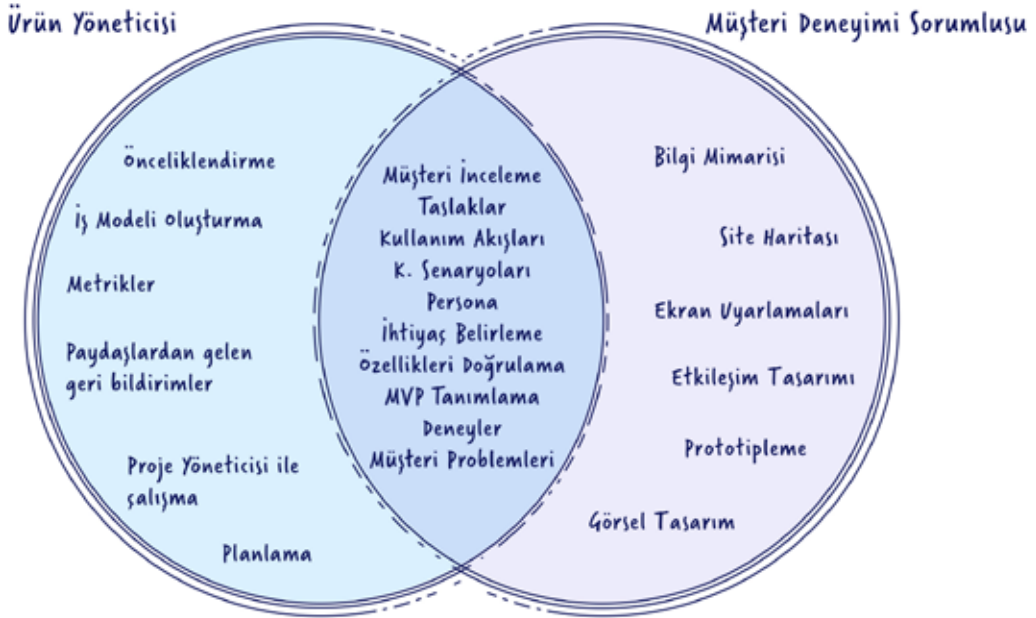 Ürün Yöneticisi
Müşteri Deneyimi Sorumlusu
Önceliklendirme
İş Modeli Oluşturma
Metrikler
Paydaşlardan gelen
geri bildirimler
Proje Yöneticisi ile
çalışma
Planlama
Müşteri İnceleme
Taslaklar
Kullanım Akışları
K. Senaryoları
Persona
İhtiyaç Belirleme
Özellikleri Doğrulama
MVP Tanımlama
Deneyler
Müşteri Problemleri
Bilgi Mimarisi
Site Haritası
Ekran Uyarlamaları
Etkileşim Tasarımı
Prototipleme
Görsel Tasarım